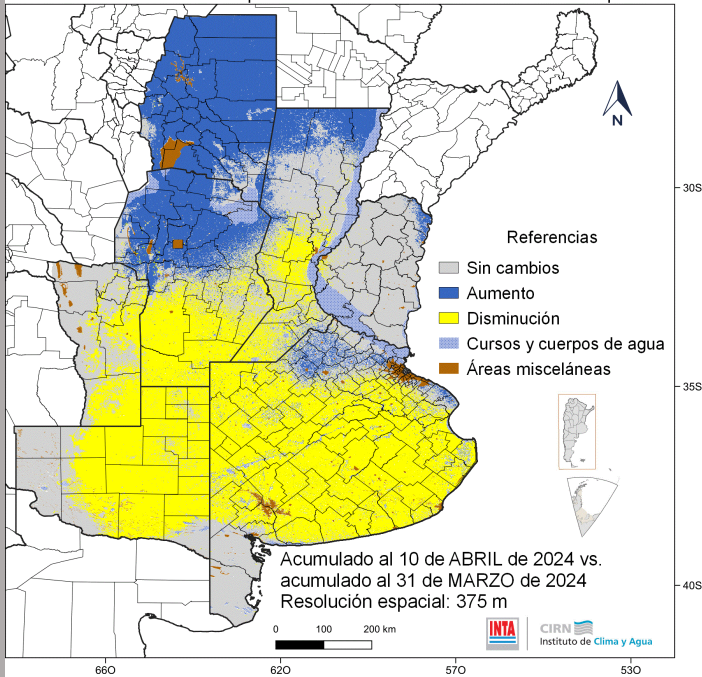 N
30S
Referencias
Sin cambios
Aumento
Disminución
Cursos y cuerpos de agua
Áreas misceláneas
35S
40S
Acumulado al 10 de ABRIL de 2024 vs.
acumulado al 31 de MARZO de 2024
Resolución espacial: 375 m
0 100 200 km
INTA
CIRN
Instituto de Clima y Agua
66O 62O 57O 53O